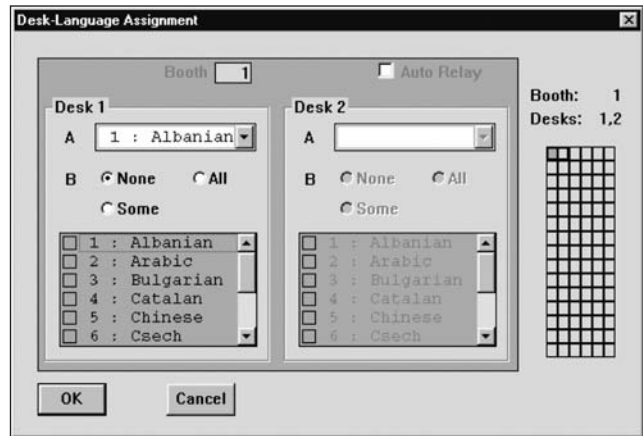 Desk-Language Assignment
Booth 1
Auto Relay
Booth: 1
Desks: 1,2
Desk 1
A 1 : Albanian
B None All
Some
1 : Albanian
2 : Arabic
3 : Bulgarian
4 : Catalan
5 : Chinese
6 : Csech
Desk 2
A
B None All
Some
1 : Albanian
2 : Arabic
3 : Bulgarian
4 : Catalan
5 : Chinese
6 : Csech
OK
Cancel